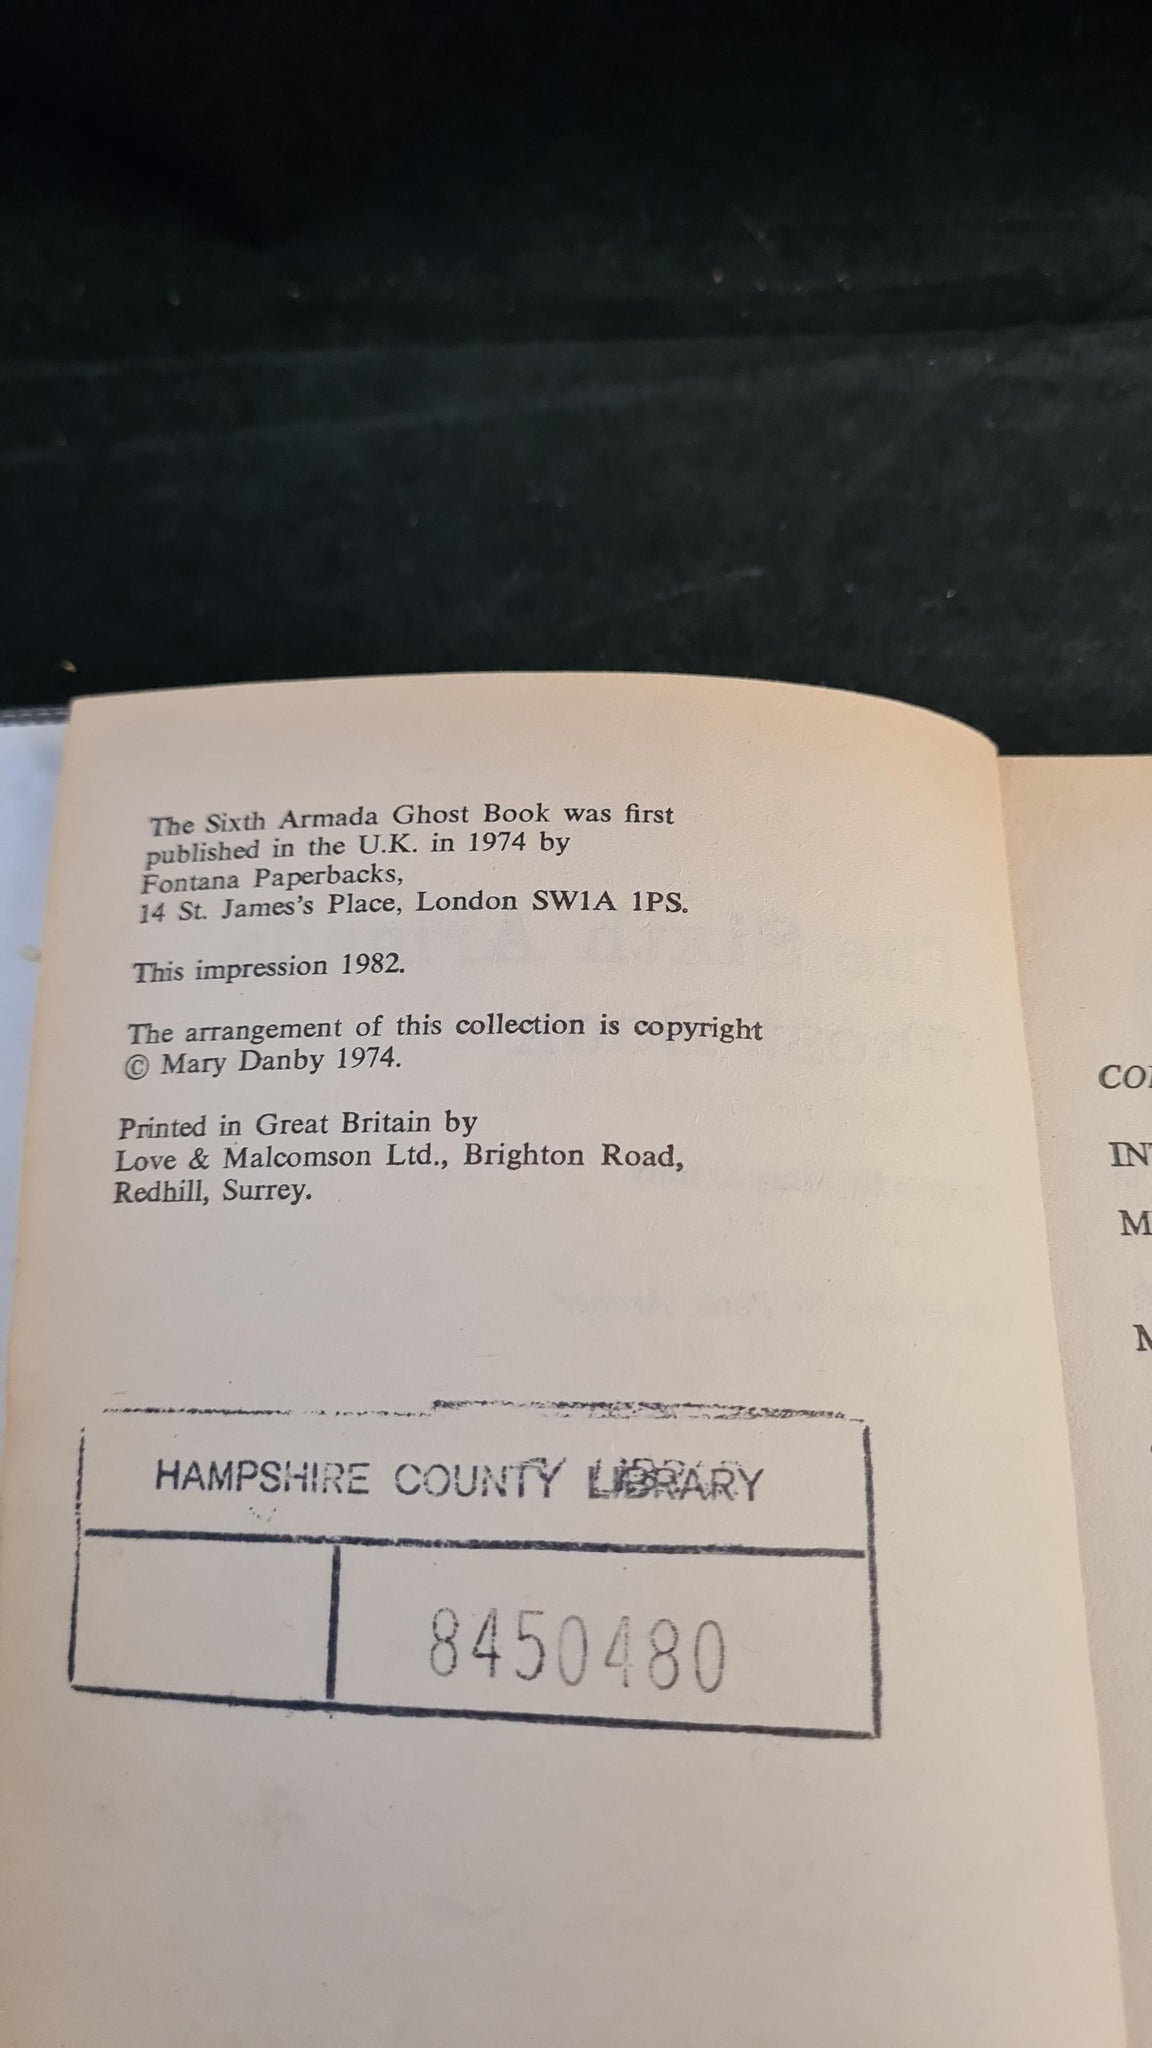 The Sixth Armada Ghost Book was first
published in the U.K. in 1974 by
Fontana Paperbacks,
14 St. James's Place, London SW1A 1PS.
This impression 1982.
The arrangement of this collection is copyright
© Mary Danby 1974.
Printed in Great Britain by
Love & Malcomson Ltd., Brighton Road,
Redhill, Surrey.
HAMPSHIRE COUNTY LIBRARY
8450480